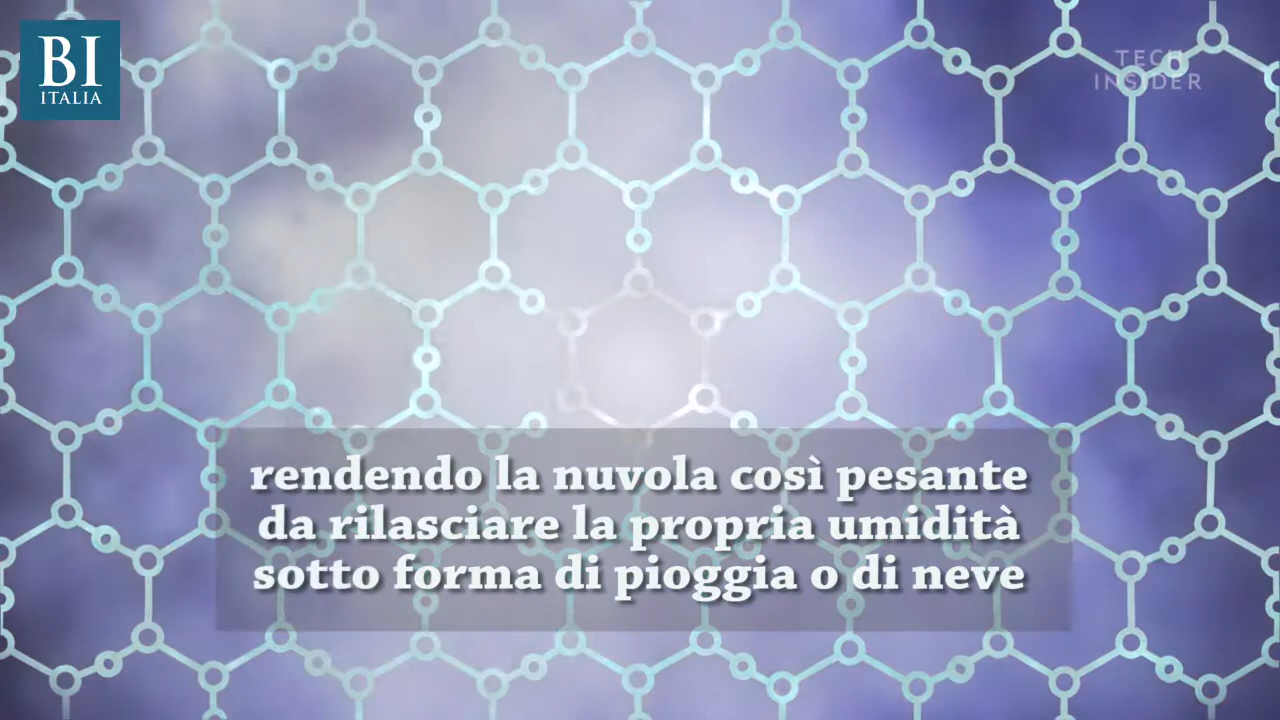 BI
ITALIA
TECH
INSIDER
rendendo la nuvola così pesante
da rilasciare la propria umidità
sotto forma di pioggia o di neve